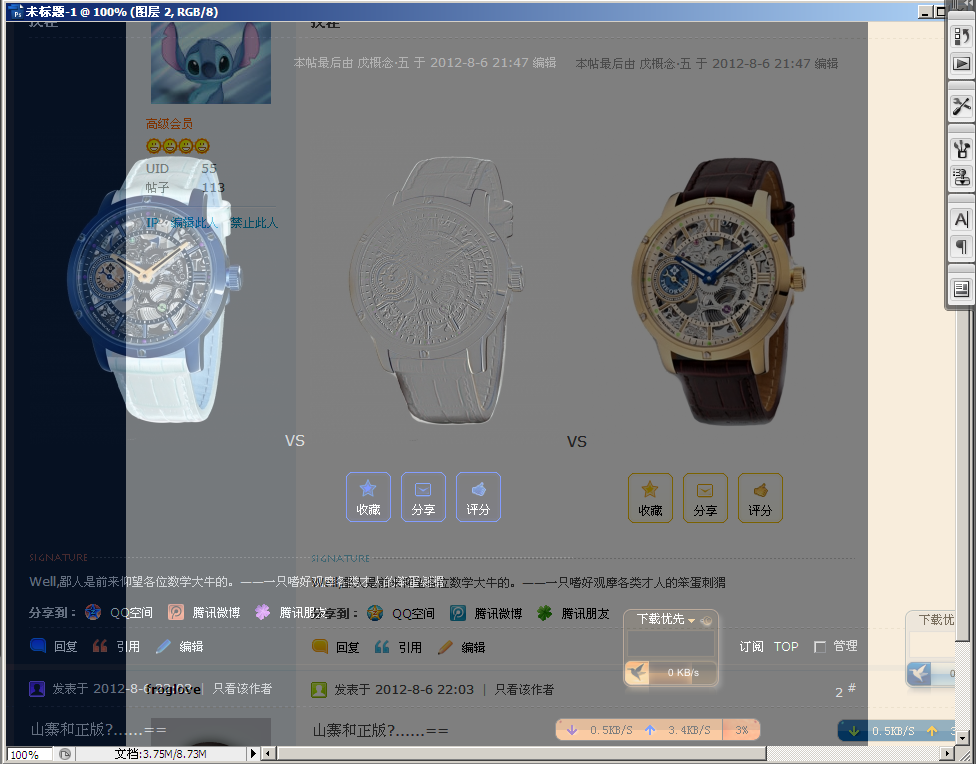 未标题-1 @ 100% (图层 2, RGB/8)
本帖最后由 戊概念·五 于 2012-8-6 21:47 编辑
本帖最后由 戊概念·五 于 2012-8-6 21:47 编辑
高级会员
UID 55
帖子 113
IP 编辑此人 禁止此人
VS
VS
收藏 分享 评分
收藏 分享 评分
SIGNATURE
SIGNATURE
Well,鄙人是前来仰望各位数学大牛的。——一只嗜好观摩各类才人的笨蛋刺猬
分享到: QQ空间 腾讯微博 腾讯朋友
分享到: QQ空间 腾讯微博 腾讯朋友
下载优先
下载优
回复 引用 编辑
回复 引用 编辑
订阅 TOP 管理
0 KB/s
0
发表于 2012-8-6 22:03 | 只看该作者
fraglove
发表于 2012-8-6 22:03 | 只看该作者
2 #
山寨和正版?......==
山寨和正版?......==
0.5KB/S 3.4KB/S 3%
0.5KB/S 3
100% 文档:3.75M/8.73M